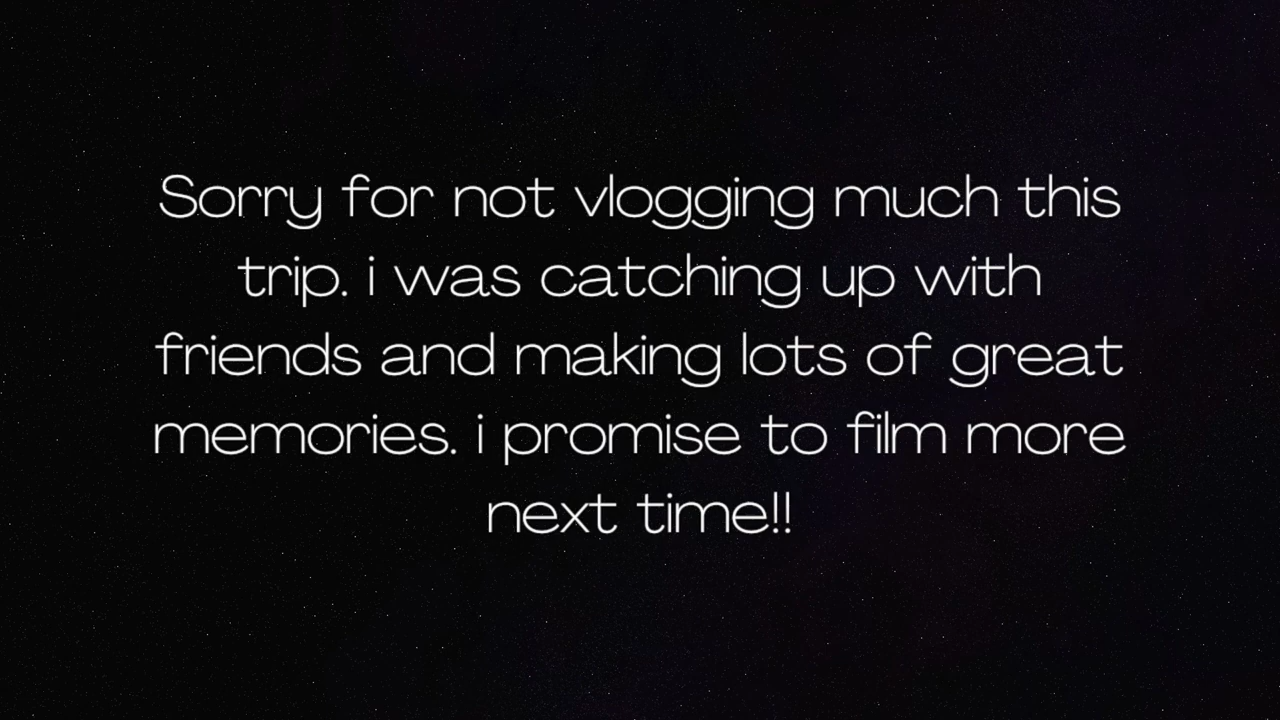 Sorry for not vlogging much this
trip. i was catching up with
friends and making lots of great
memories. i promise to film more
next time!!